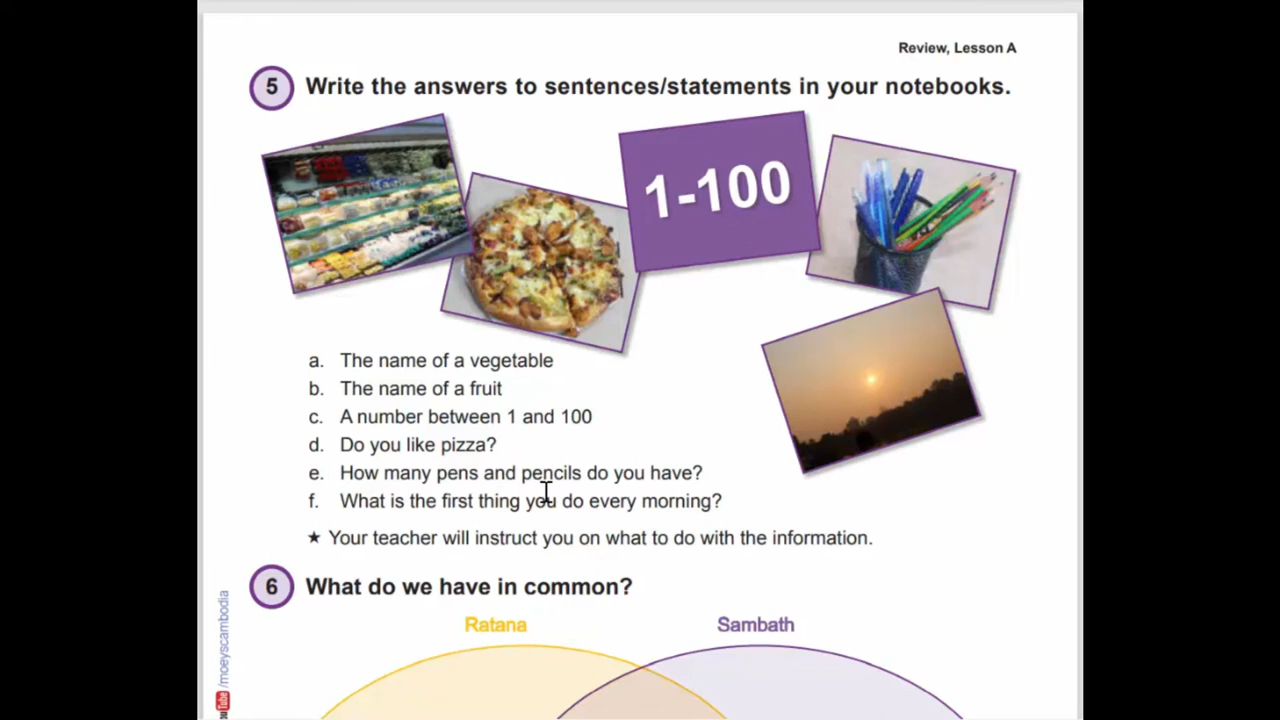 Review, Lesson A
5 Write the answers to sentences/statements in your notebooks.
1-100
a. The name of a vegetable
b. The name of a fruit
c. A number between 1 and 100
d. Do you like pizza?
e. How many pens and pencils do you have?
f. What is the first thing you do every morning?
★ Your teacher will instruct you on what to do with the information.
6 What do we have in common?
Ratana Sambath
/moeyscambodia